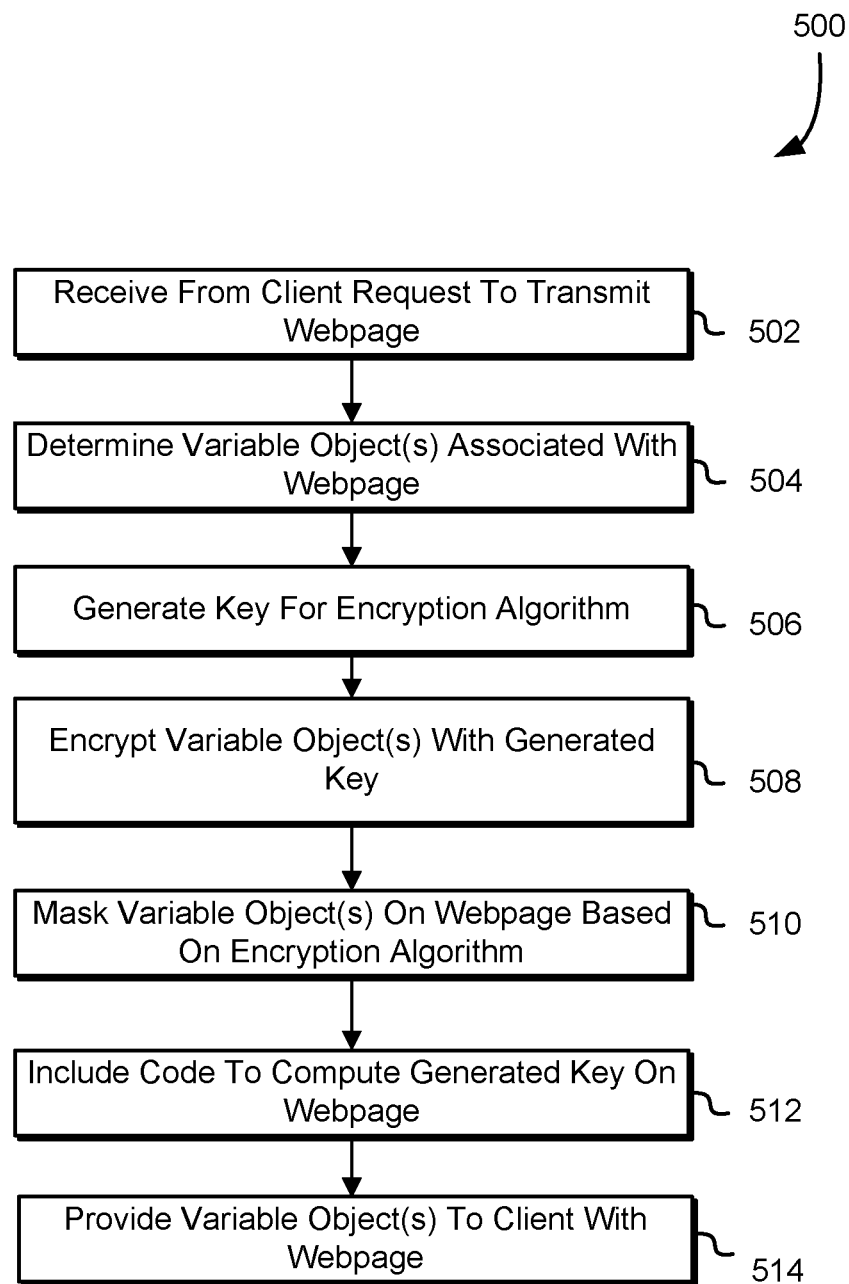 500
Receive From Client Request To Transmit
Webpage
502
Determine Variable Object(s) Associated With
Webpage
504
Generate Key For Encryption Algorithm
506
Encrypt Variable Object(s) With Generated
Key
508
Mask Variable Object(s) On Webpage Based
On Encryption Algorithm
510
Include Code To Compute Generated Key On
Webpage
512
Provide Variable Object(s) To Client With
Webpage
514